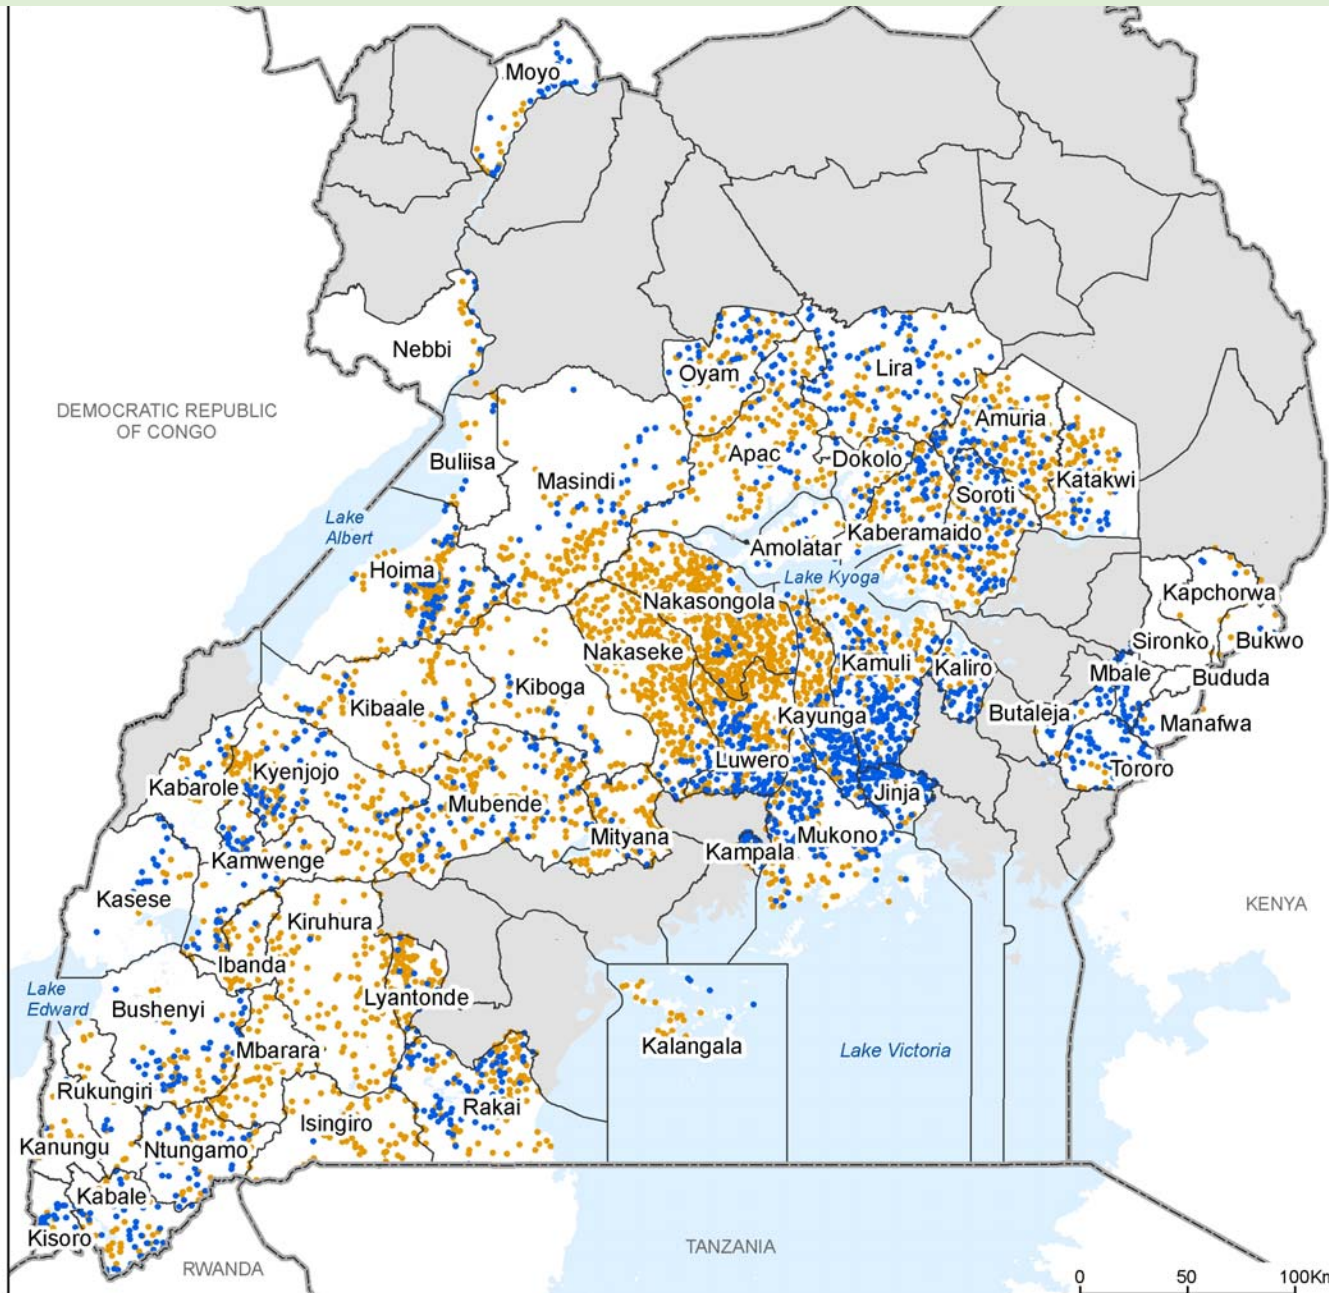 Moyo
Nebbi
DEMOCRATIC REPUBLIC
OF CONGO
Oyam
Lira
Amuria
Buliisa
Apac
Dokolo
Katakwi
Masindi
Soroti
Lake
Albert
Kaberamaido
Amolatar
Hoima
Lake Kyoga
Kapchorwa
Nakasongola
Sironko
Bukwo
Nakaseke
Kamuli
Kaliro
Mbale
Bududa
Kiboga
Kibaale
Kayunga
Butaleja
Manafwa
Luwero
Tororo
Kyenjojo
Kabarole
Jinja
Mubende
Mityana
Mukono
Kampala
Kamwenge
Kasese
KENYA
Kiruhura
Ibanda
Lake
Edward
Bushenyi
Lyantonde
Mbarara
Kalangala
Lake Victoria
Rukungiri
Rakai
Isingiro
Kanungu
Ntungamo
Kabale
Kisoro
RWANDA
TANZANIA
0 50 100Km